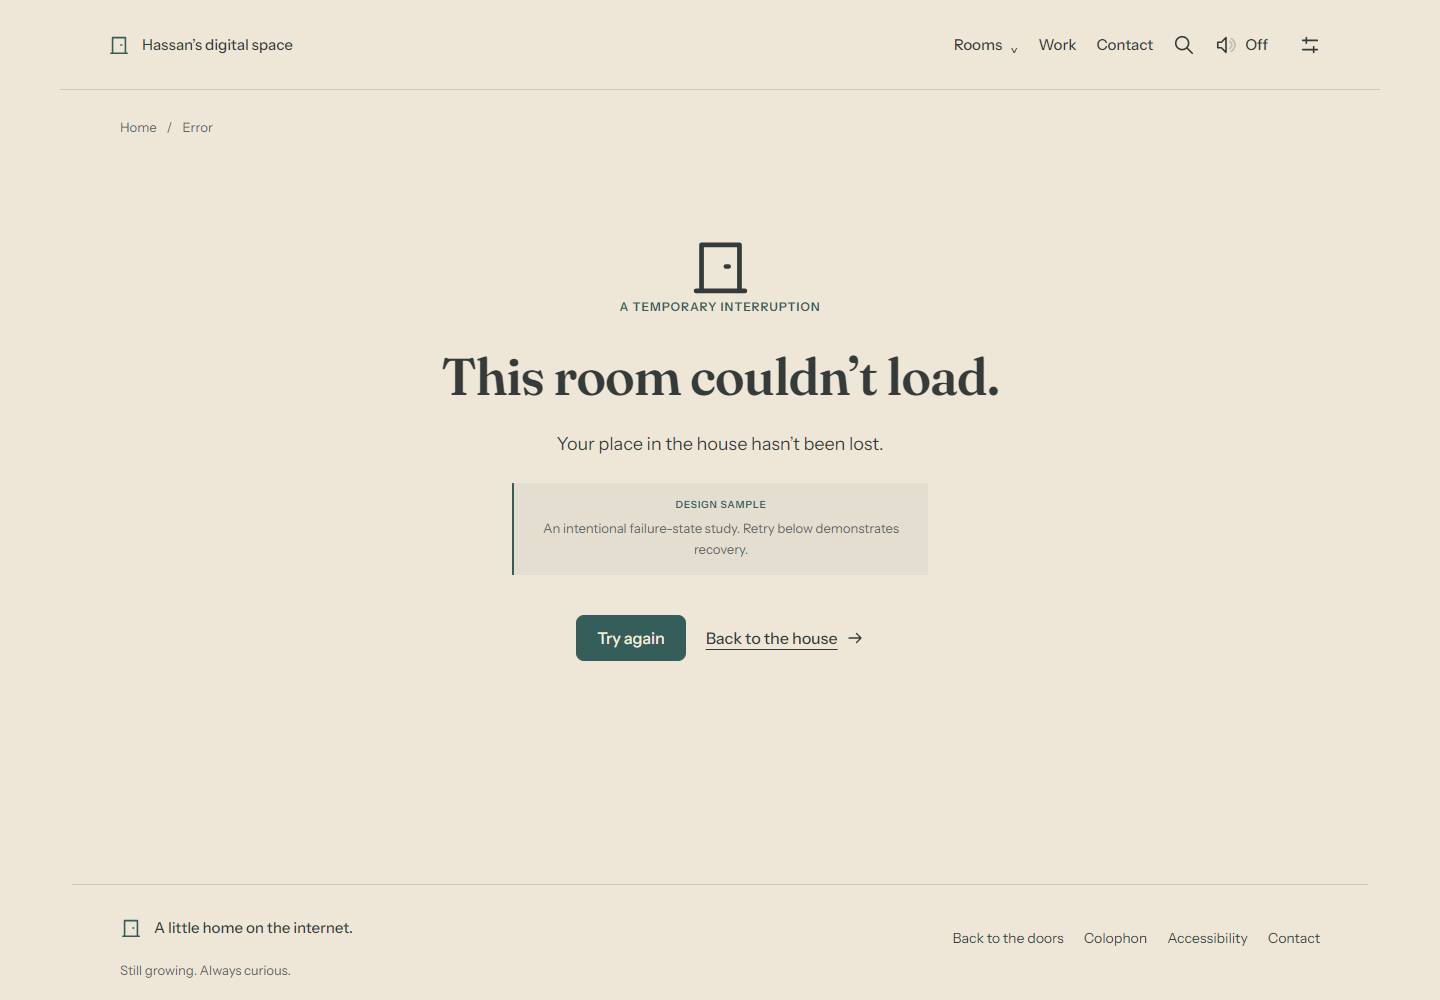 Hassan’s digital space
Rooms
Work
Contact
Off
Home / Error
A TEMPORARY INTERRUPTION
This room couldn’t load.
Your place in the house hasn’t been lost.
DESIGN SAMPLE
An intentional failure-state study. Retry below demonstrates
recovery.
Try again
Back to the house →
A little home on the internet.
Back to the doors
Colophon
Accessibility
Contact
Still growing. Always curious.